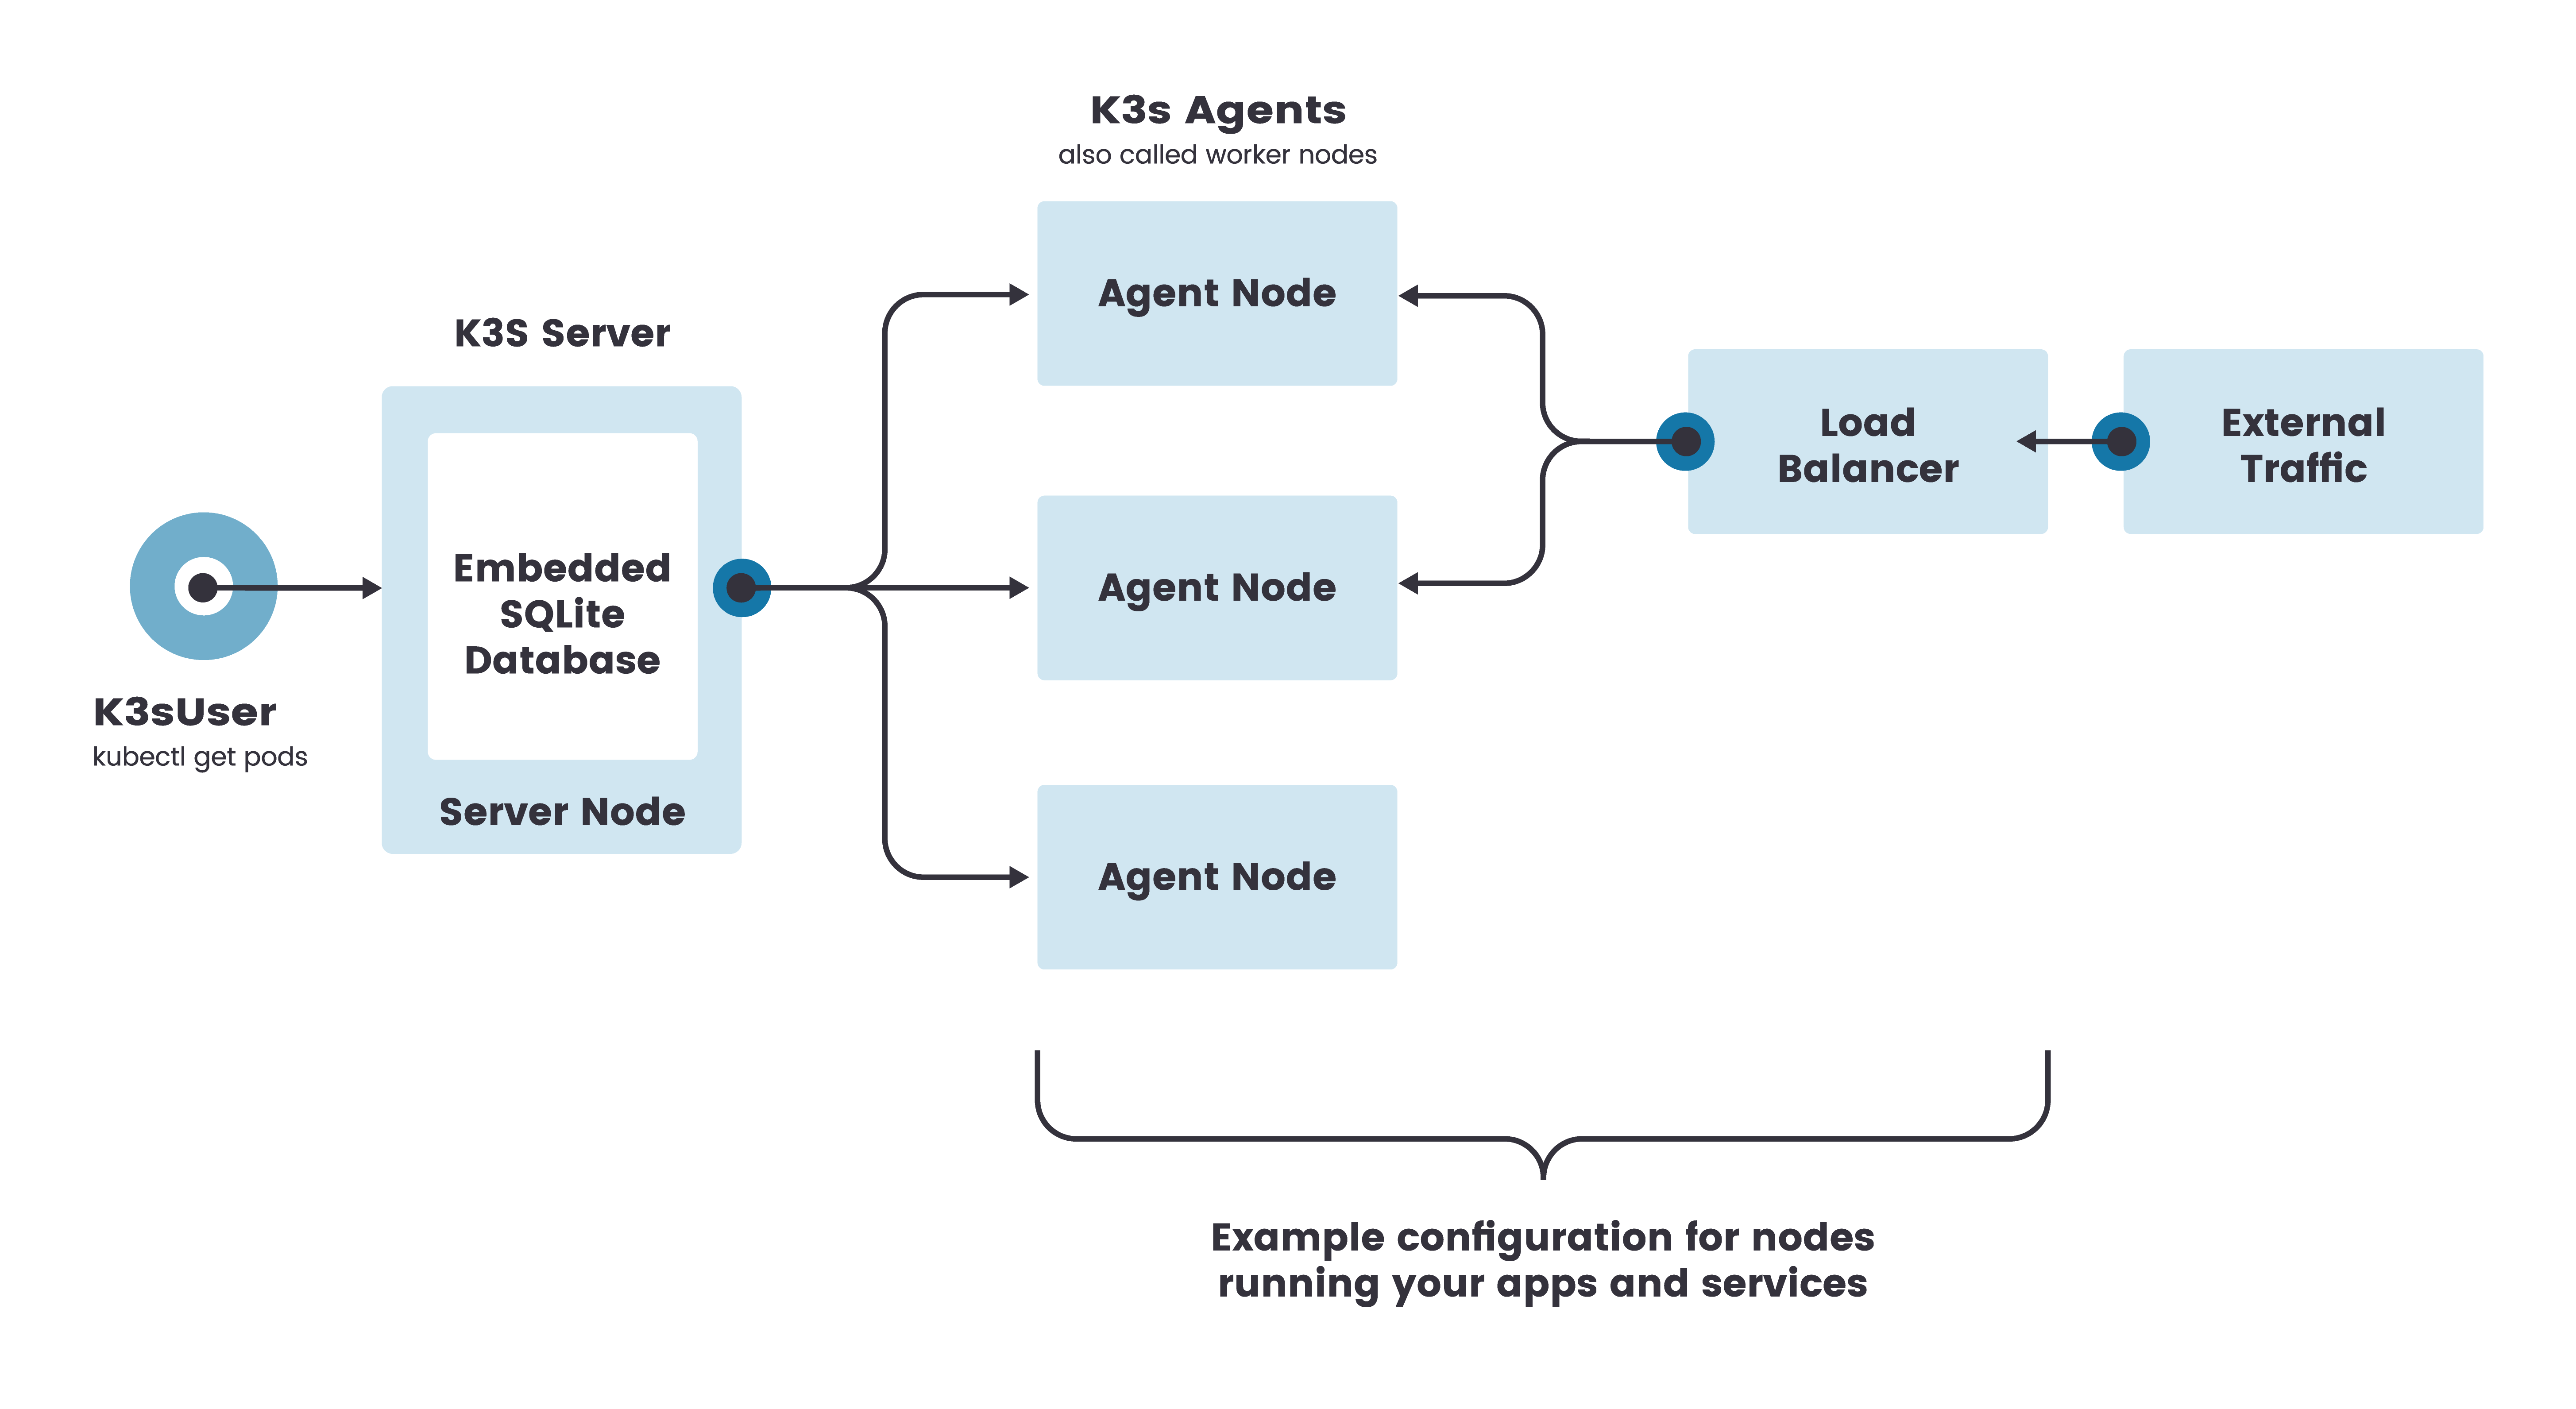 K3s Agents
also called worker nodes
K3S Server
Embedded
SQLite
Database
Server Node
K3sUser
kubectl get pods
Agent Node
Agent Node
Agent Node
Load
Balancer
External
Traffic
Example configuration for nodes
running your apps and services